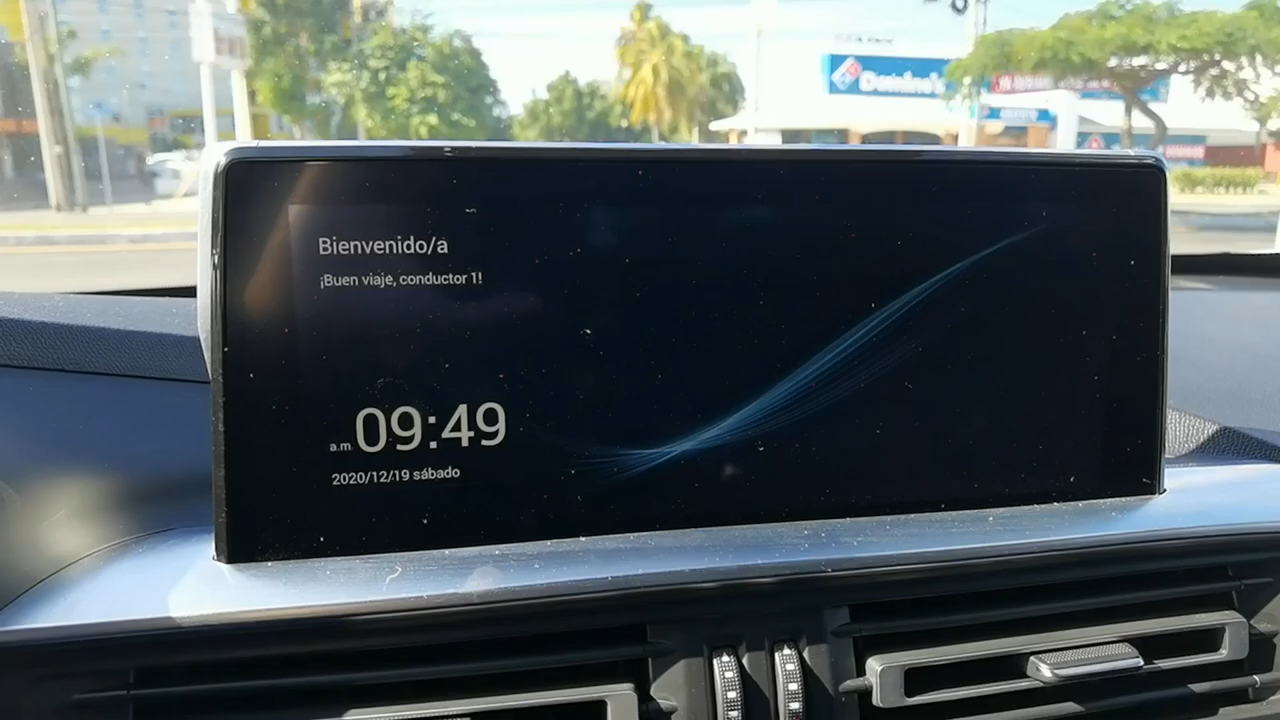 Domino's
Bienvenido/a
¡Buen viaje, conductor 1!
a.m. 09:49
2020/12/19 sábado